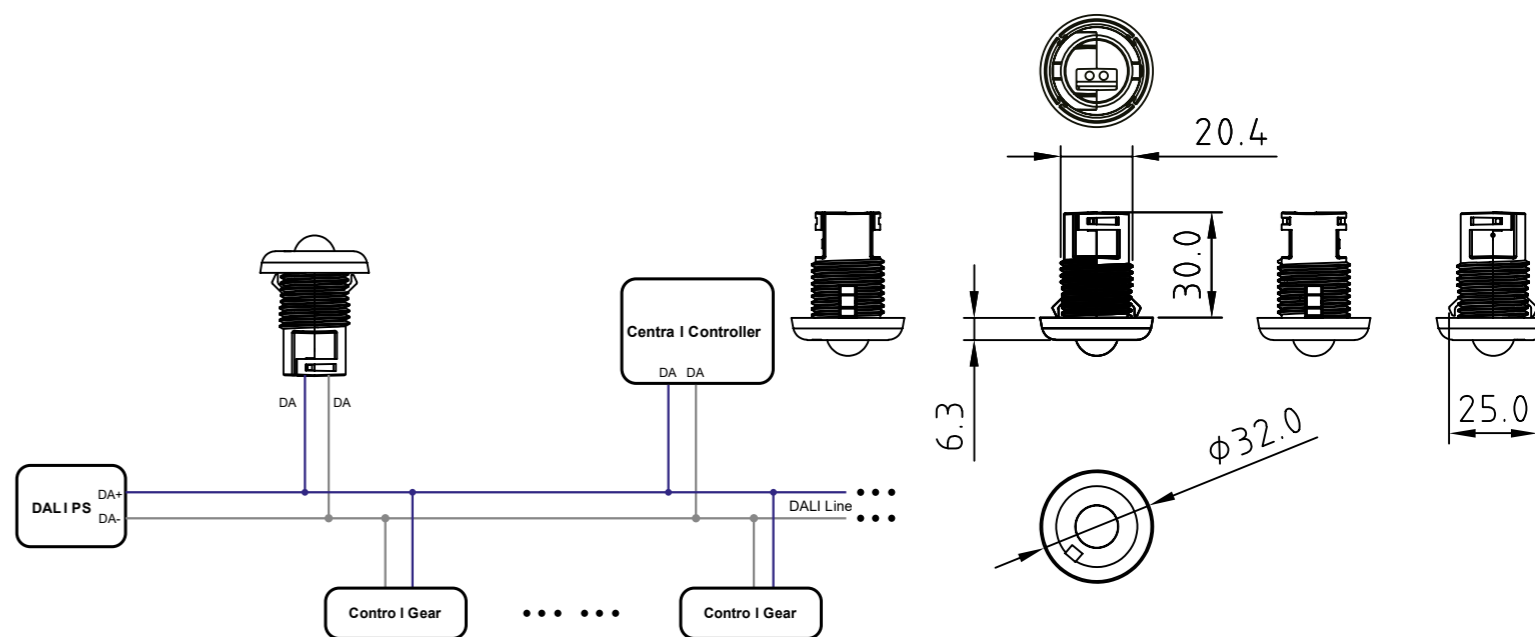 20.4
30.0
6.3
25.0
ϕ32.0
Centra l Controller
DA DA
DA DA
DALI PS
DA+
DA-
DALI Line
Contro l Gear
Contro l Gear